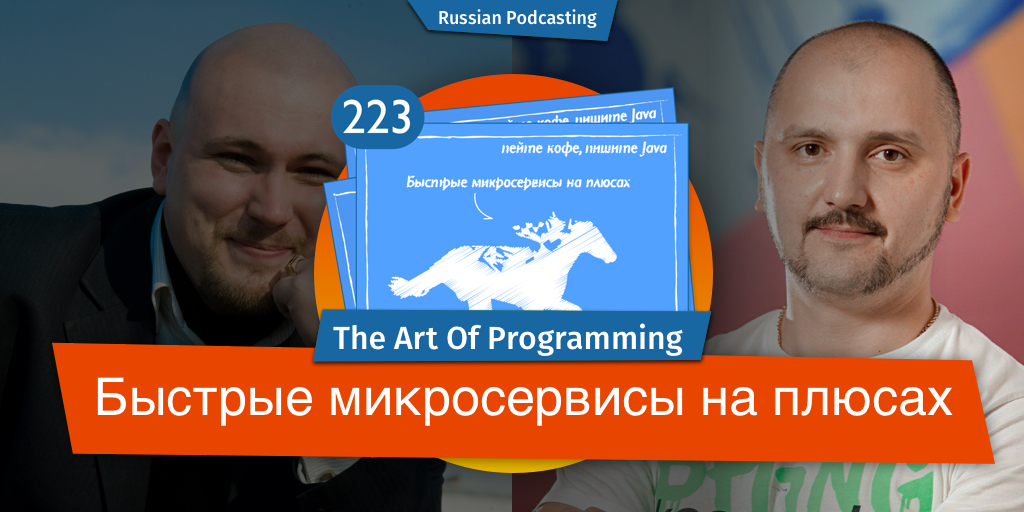 Russian Podcasting
223
кофе, пишите Java
пейте кофе, пишите Java
Быстрые микросервисы на плюсах
The Art Of Programming
Быстрые микросервисы на плюсах